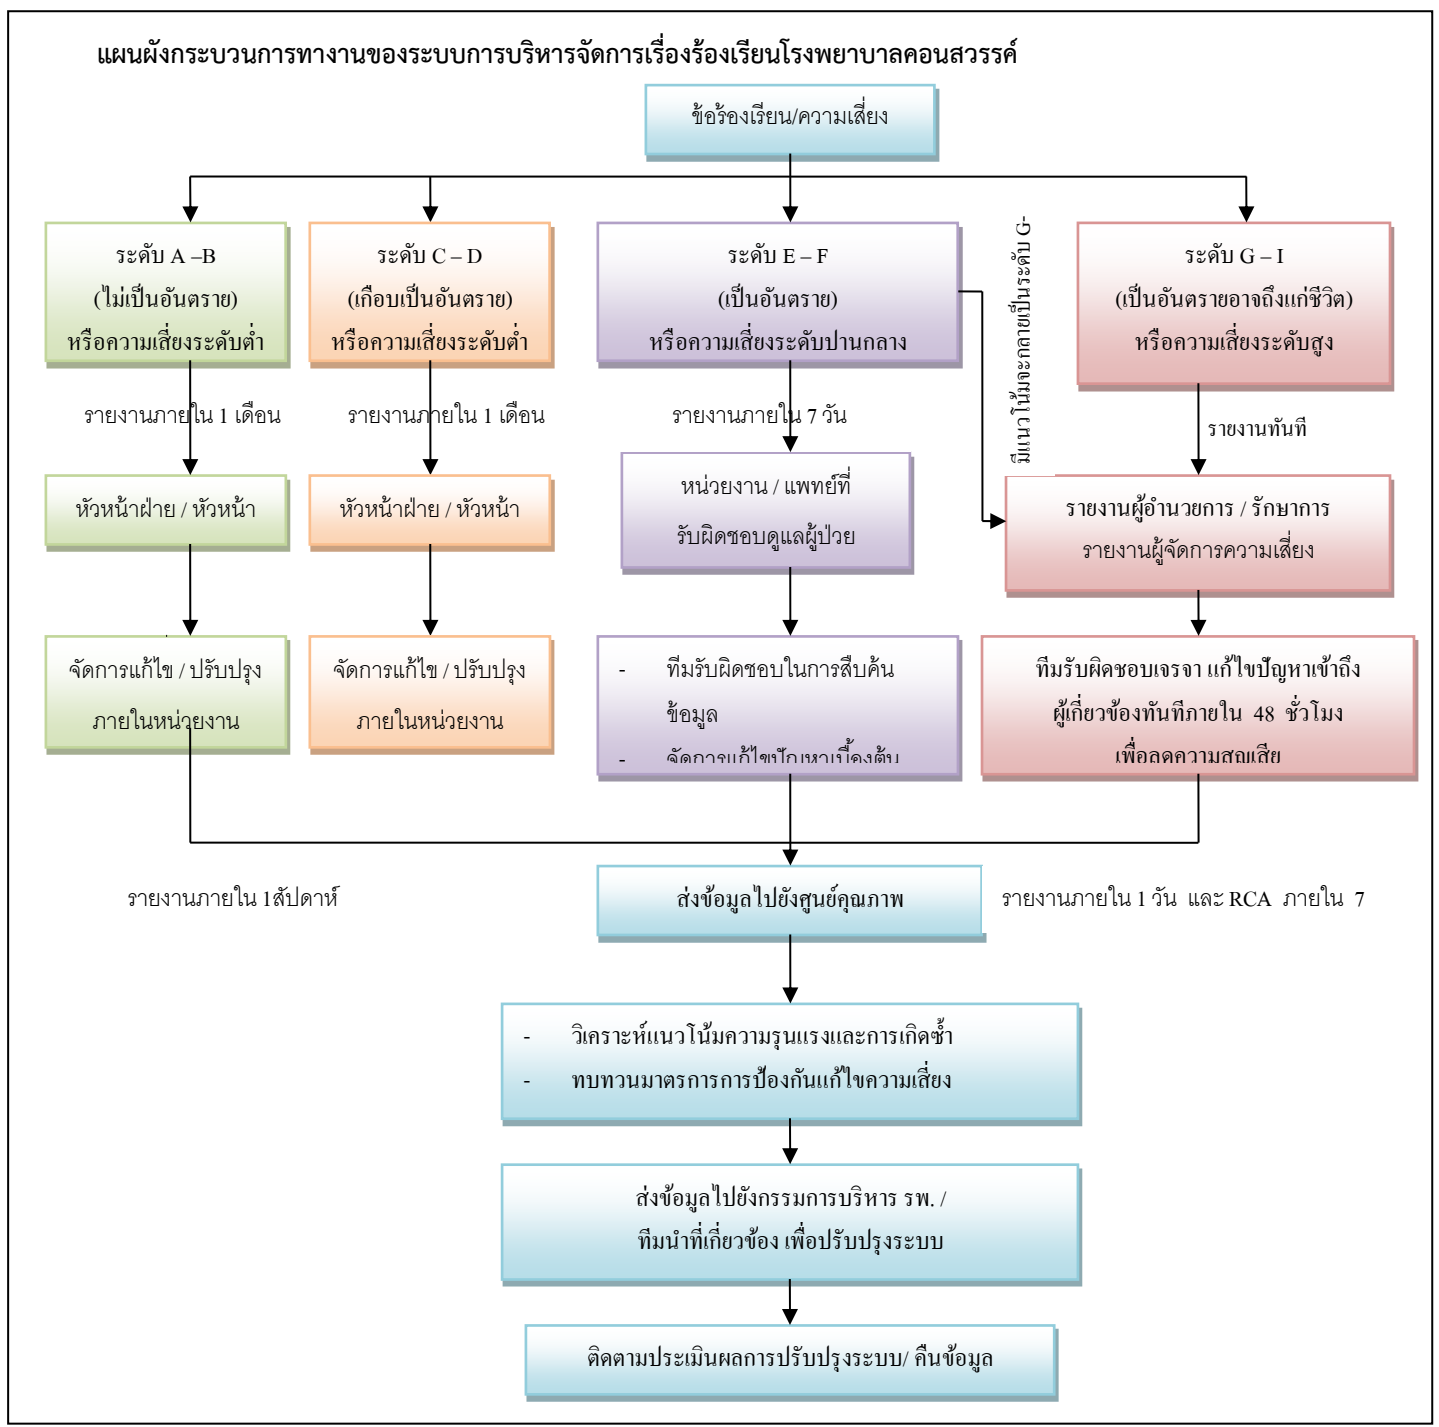 แผนผังกระบวนการทางานของระบบการบริหารจัดการเรื่องร้องเรียนโรงพยาบาลคอนสวรรค์
ข้อร้องเรียน/ความเสี่ยง
ระดับ A –B
(ไม่เป็นอันตราย)
หรือความเสี่ยงระดับต่ำ
ระดับ C – D
(เกือบเป็นอันตราย)
หรือความเสี่ยงระดับต่ำ
ระดับ E – F
(เป็นอันตราย)
หรือความเสี่ยงระดับปานกลาง
มีแนวโน้มจะกลายเป็นระดับ G-
ระดับ G – I
(เป็นอันตรายอาจถึงแก่ชีวิต)
หรือความเสี่ยงระดับสูง
รายงานภายใน 1 เดือน
รายงานภายใน 1 เดือน
รายงานภายใน 7 วัน
รายงานทันที
หัวหน้าฝ่าย / หัวหน้า
หัวหน้าฝ่าย / หัวหน้า
หน่วยงาน / แพทย์ที่
รับผิดชอบดูแลผู้ป่วย
รายงานผู้อำนวยการ / รักษาการ
รายงานผู้จัดการความเสี่ยง
จัดการแก้ไข / ปรับปรุง
ภายในหน่วยงาน
จัดการแก้ไข / ปรับปรุง
ภายในหน่วยงาน
- ทีมรับผิดชอบในการสืบค้น
ข้อมูล
- จัดการแก้ไขปัญหาเบื้องต้น
ทีมรับผิดชอบเจรจา แก้ไขปัญหาเข้าถึง
ผู้เกี่ยวข้องทันทีภายใน 48 ชั่วโมง
เพื่อลดความสูญเสีย
รายงานภายใน 1สัปดาห์
ส่งข้อมูลไปยังศูนย์คุณภาพ
รายงานภายใน 1 วัน และ RCA ภายใน 7
- วิเคราะห์แนวโน้มความรุนแรงและการเกิดซ้ำ
- ทบทวนมาตรการการป้องกันแก้ไขความเสี่ยง
ส่งข้อมูลไปยังกรรมการบริหาร รพ. /
ทีมนำที่เกี่ยวข้อง เพื่อปรับปรุงระบบ
ติดตามประเมินผลการปรับปรุงระบบ/ คืนข้อมูล